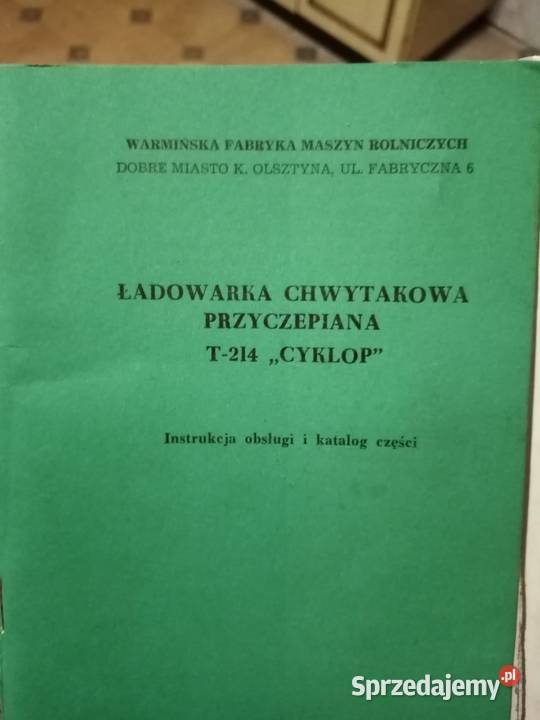 WARMIŃSKA FABRYKA MASZYN ROLNICZYCH
DOBRE MIASTO K. OLSZTYNA, UL. FABRYCZNA 6
ŁADOWARKA CHWYTAKOWA
PRZYCZEPIANA
T-214 „CYKLOP”
Instrukcja obsługi i katalog części
Sprzedajemy.pl